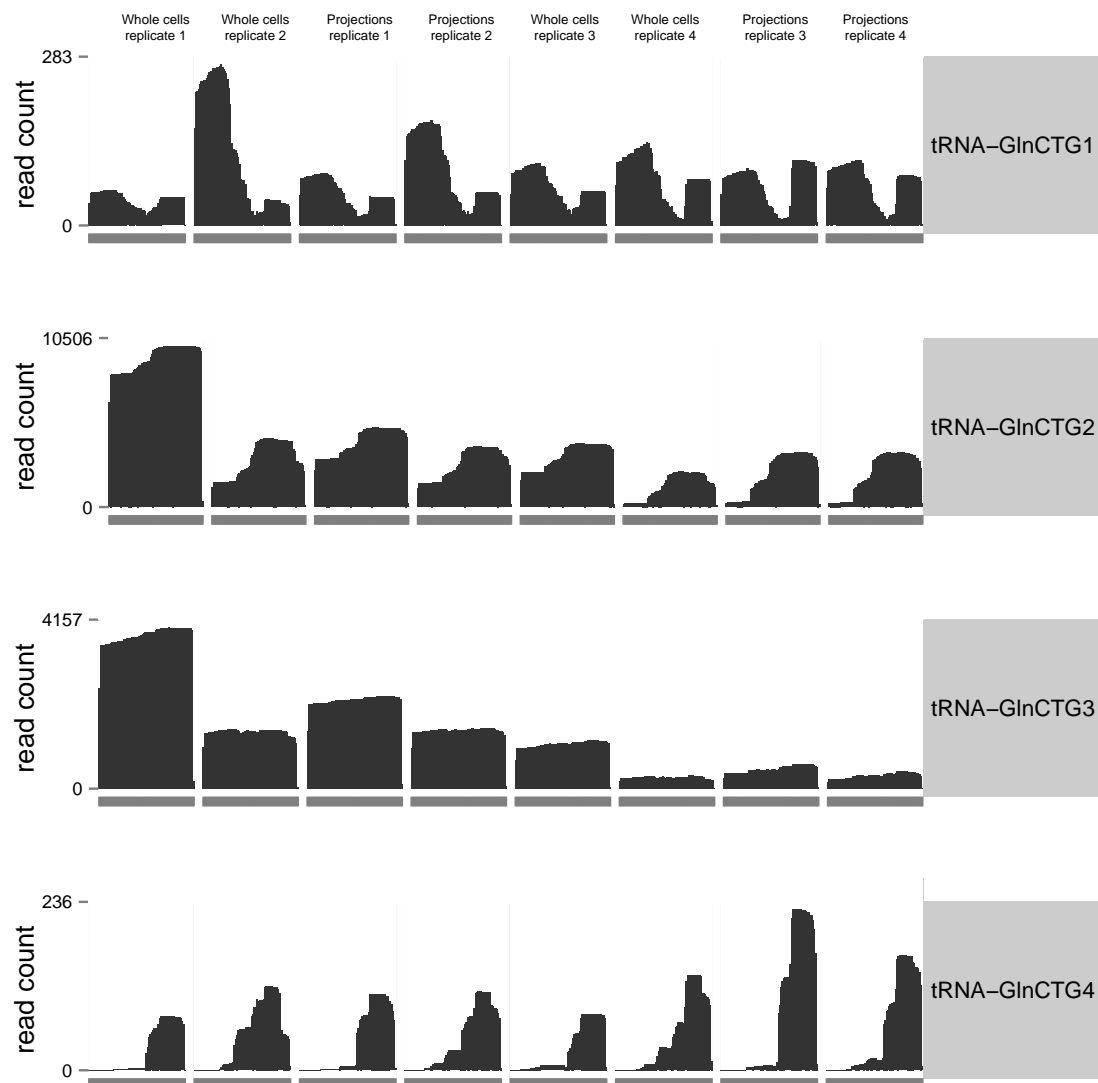 Whole cells replicate 1
Whole cells replicate 2
Projections replicate 1
Projections replicate 2
Whole cells replicate 3
Whole cells replicate 4
Projections replicate 3
Projections replicate 4
283
read count
0
tRNA−GlnCTG1
10506
read count
0
tRNA−GlnCTG2
4157
read count
0
tRNA−GlnCTG3
236
read count
0
tRNA−GlnCTG4